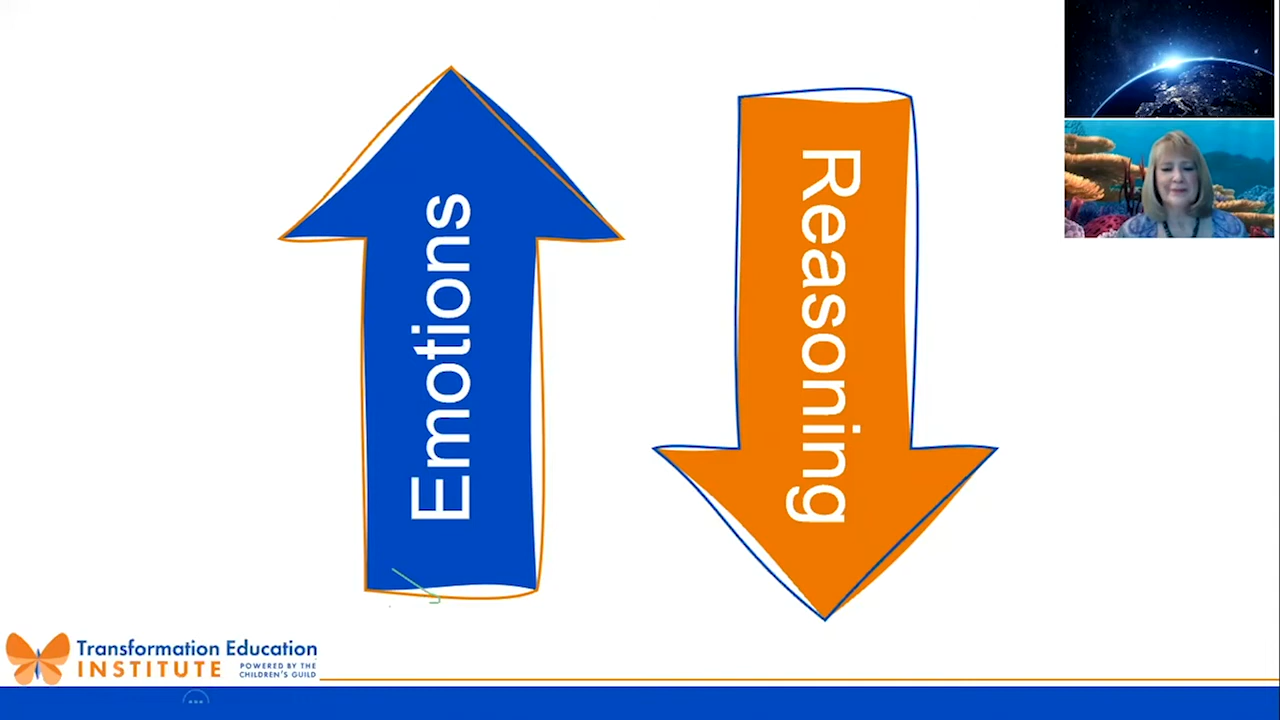 Emotions
Reasoning
Transformation Education
INSTITUTE
POWERED BY THE
CHILDREN'S GUILD